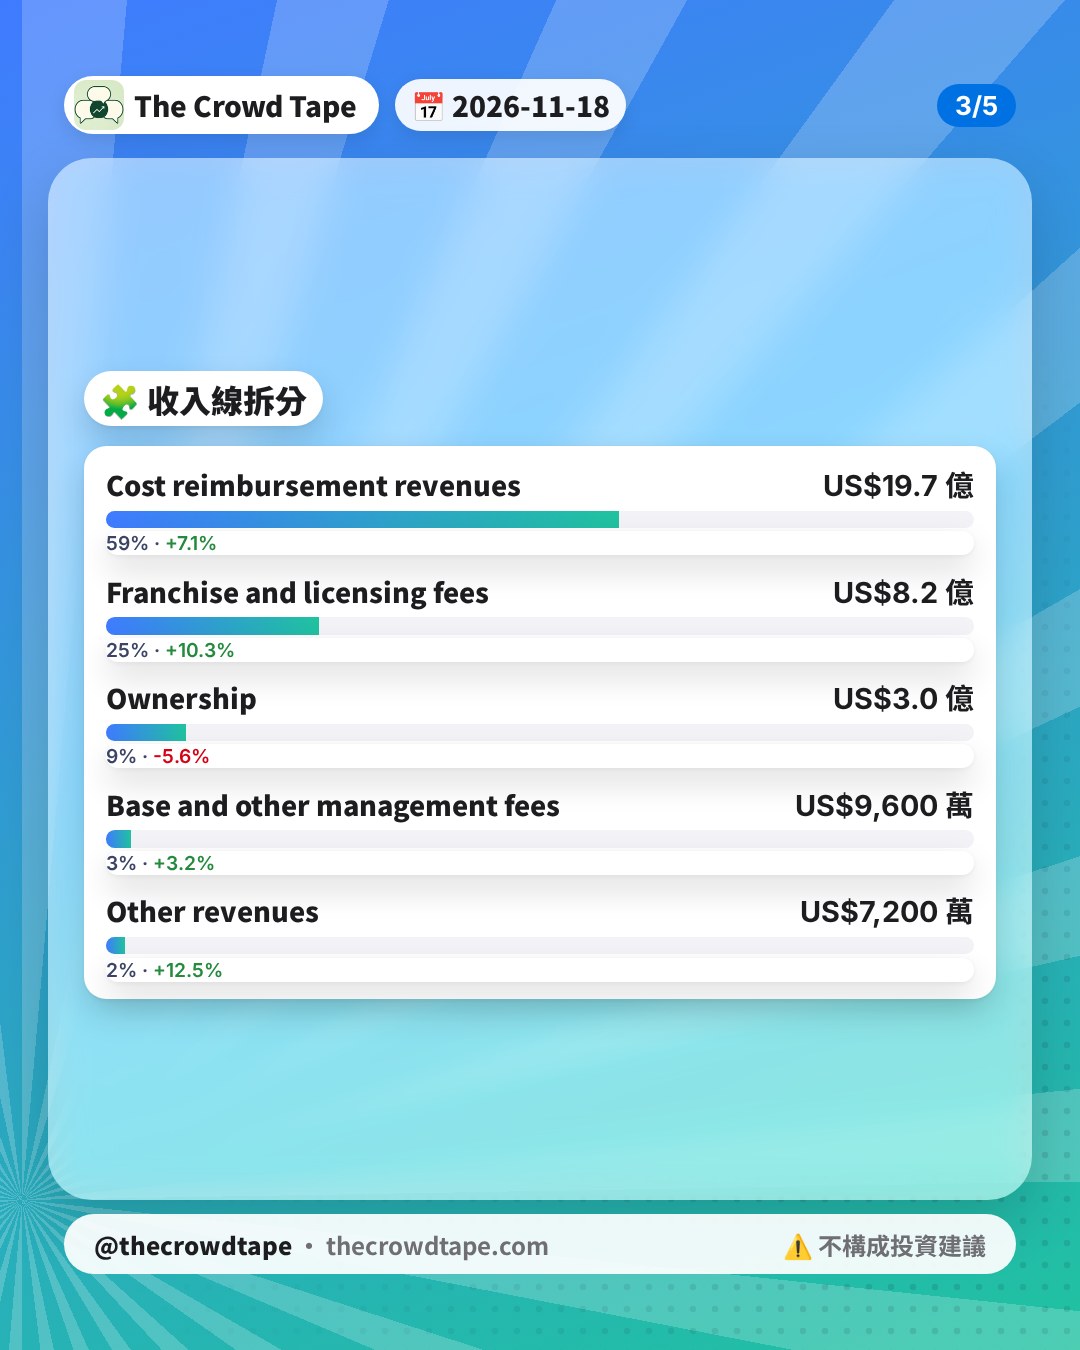 The Crowd Tape
📅 2026-11-18
3/5
🧩 收入線拆分
Cost reimbursement revenues US$19.7 億
59% · +7.1%
Franchise and licensing fees US$8.2 億
25% · +10.3%
Ownership US$3.0 億
9% · -5.6%
Base and other management fees US$9,600 萬
3% · +3.2%
Other revenues US$7,200 萬
2% · +12.5%
@thecrowdtape • thecrowdtape.com ⚠️ 不構成投資建議